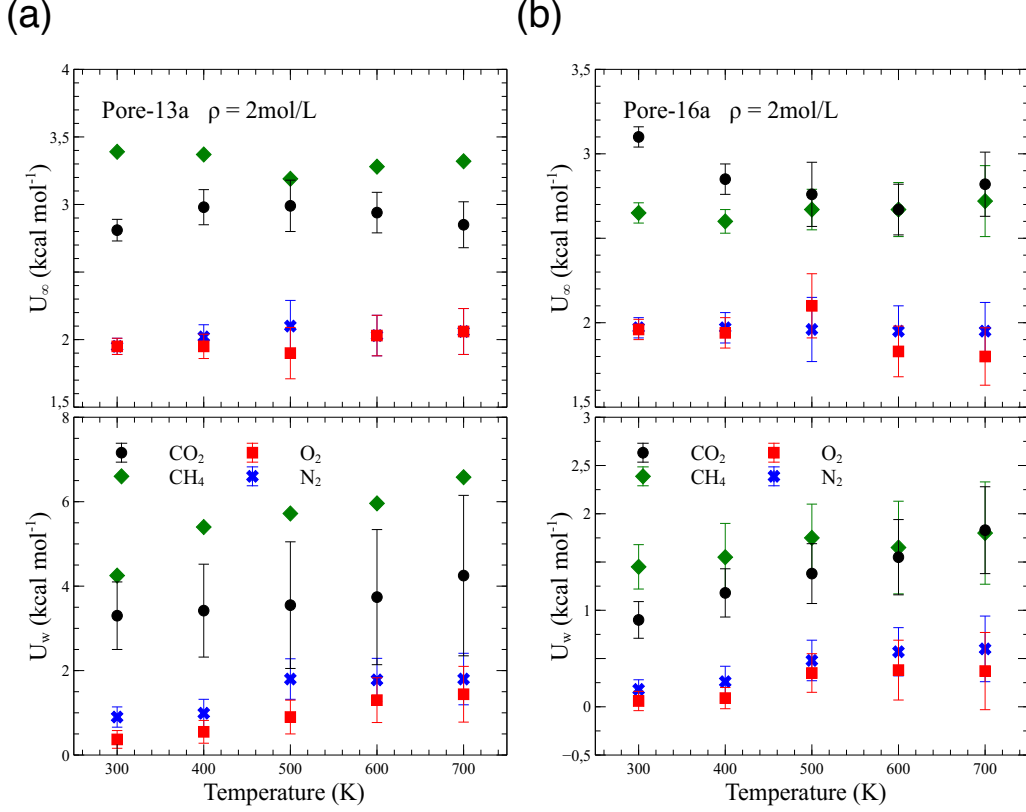 (a)
4
3,5
3
2
1,5
U∞ (kcal mol-1)
Pore-13a ρ = 2mol/L
8
6
4
2
0
Uw (kcal mol-1)
CO2 O2
CH4 N2
300 400 500 600 700
Temperature (K)
(b)
3,5
3
2
1,5
U∞ (kcal mol-1)
Pore-16a ρ = 2mol/L
3
2,5
2
1
0
−0,5
Uw (kcal mol-1)
CO2 O2
CH4 N2
300 400 500 600 700
Temperature (K)